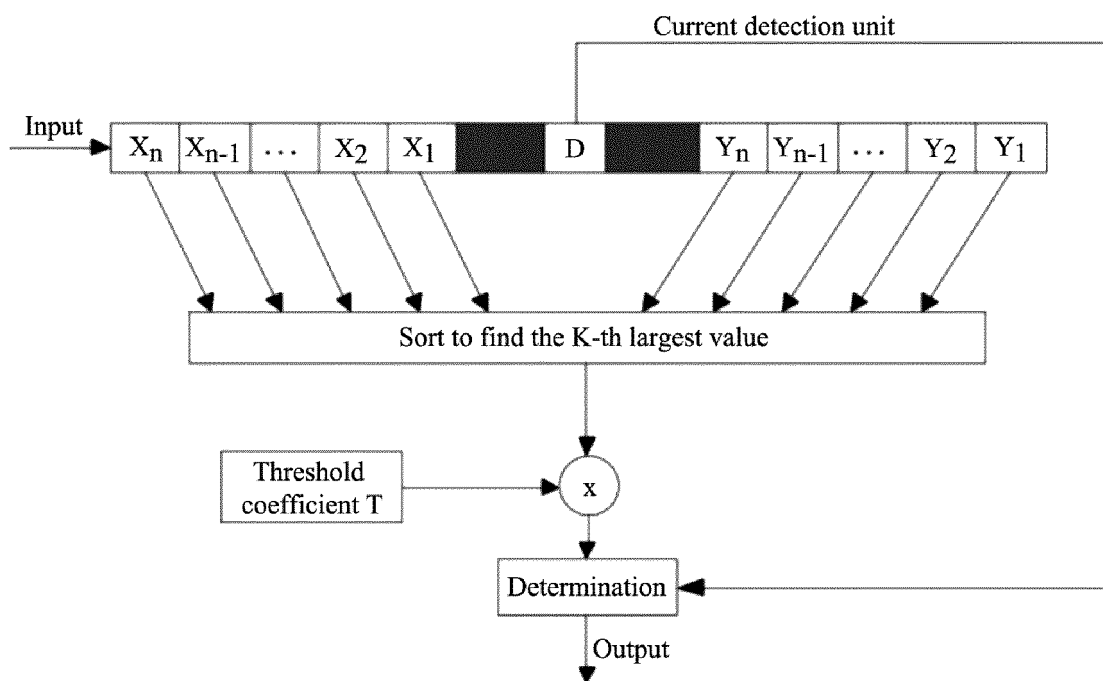 Current detection unit
Input
Xn Xn-1 ... X2 X1 D Yn Yn-1 ... Y2 Y1
Sort to find the K-th largest value
Threshold
coefficient T
x
Determination
Output